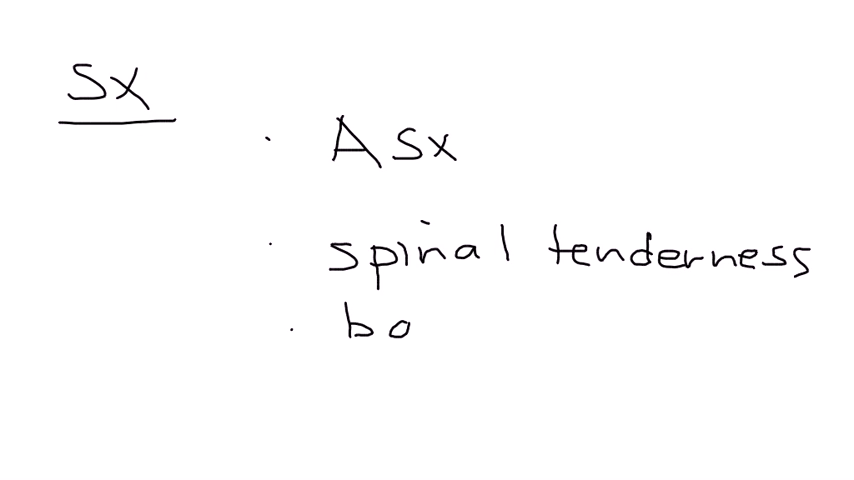 Sx
· Asx
· spinal tenderness
· bo